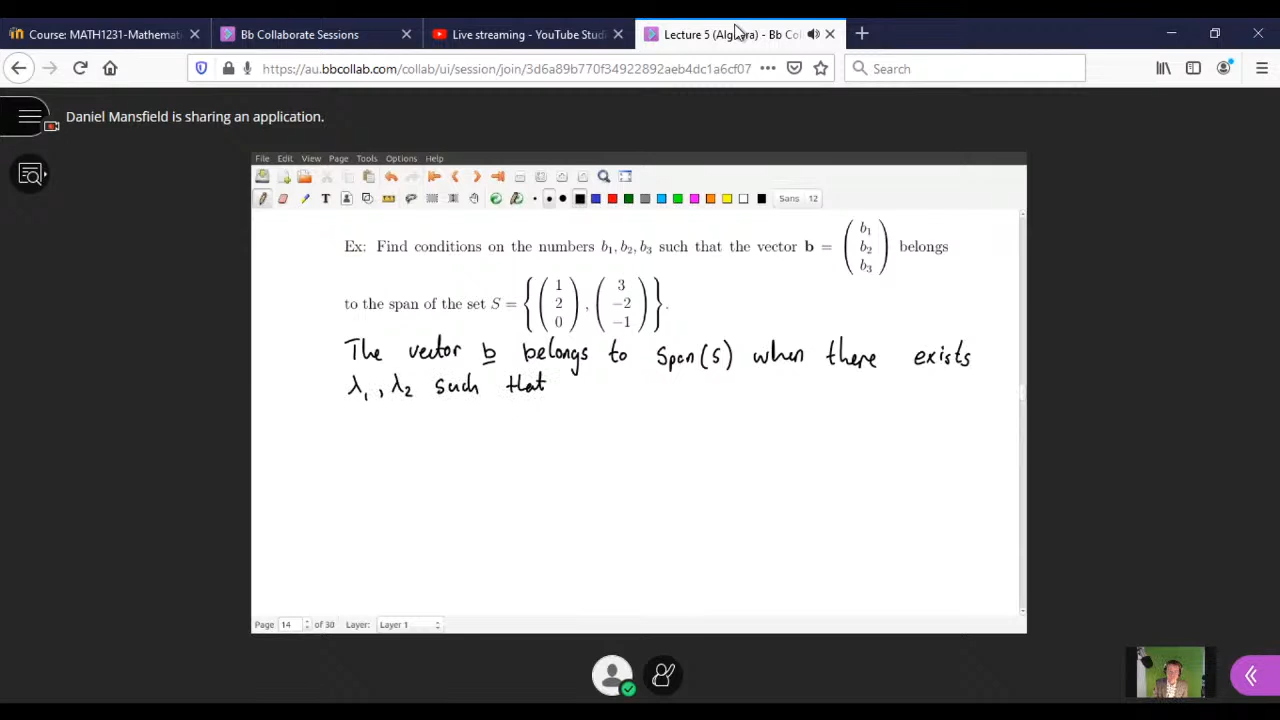 Course: MATH1231-Mathemat
Bb Collaborate Sessions
Live streaming - YouTube Stud
Lecture 5 (Algebra) - Bb Co
https://au.bbcollab.com/collab/ui/session/join/3d6a89b770f34922892aeb4dc1a6cf07
Search
Daniel Mansfield is sharing an application.
File Edit View Page Tools Options Help
Sans 12
Ex: Find conditions on the numbers b₁, b₂, b₃ such that the vector b = (b₁ b₂ b₃) belongs
to the span of the set S = {(1 2 0), (3 −2 −1)}.
The vector b belongs to span(S) when there exists
λ₁, λ₂ such that
Page 14 of 30 Layer: Layer 1